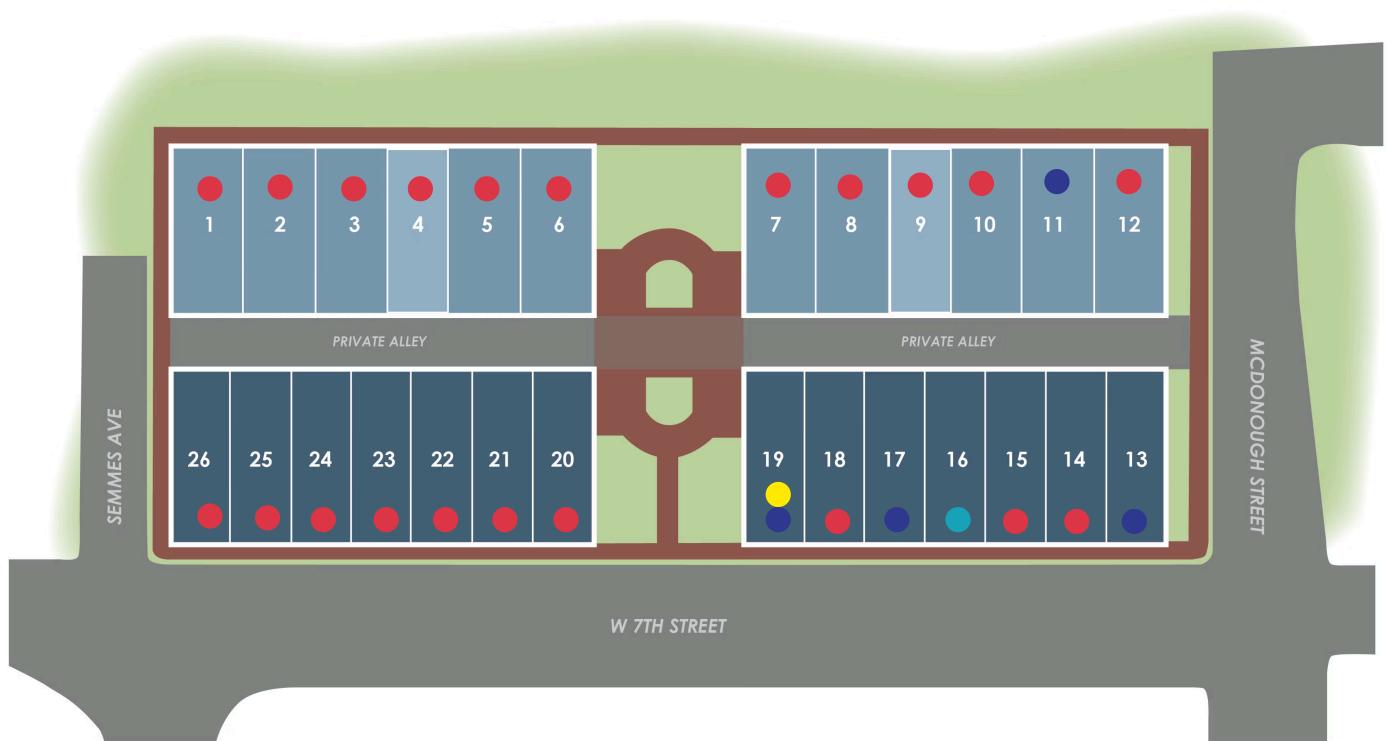 1 2 3 4 5 6 7 8 9 10 11 12
PRIVATE ALLEY PRIVATE ALLEY
SEMMES AVE
MCDONOUGH STREET
26 25 24 23 22 21 20 19 18 17 16 15 14 13
W 7TH STREET